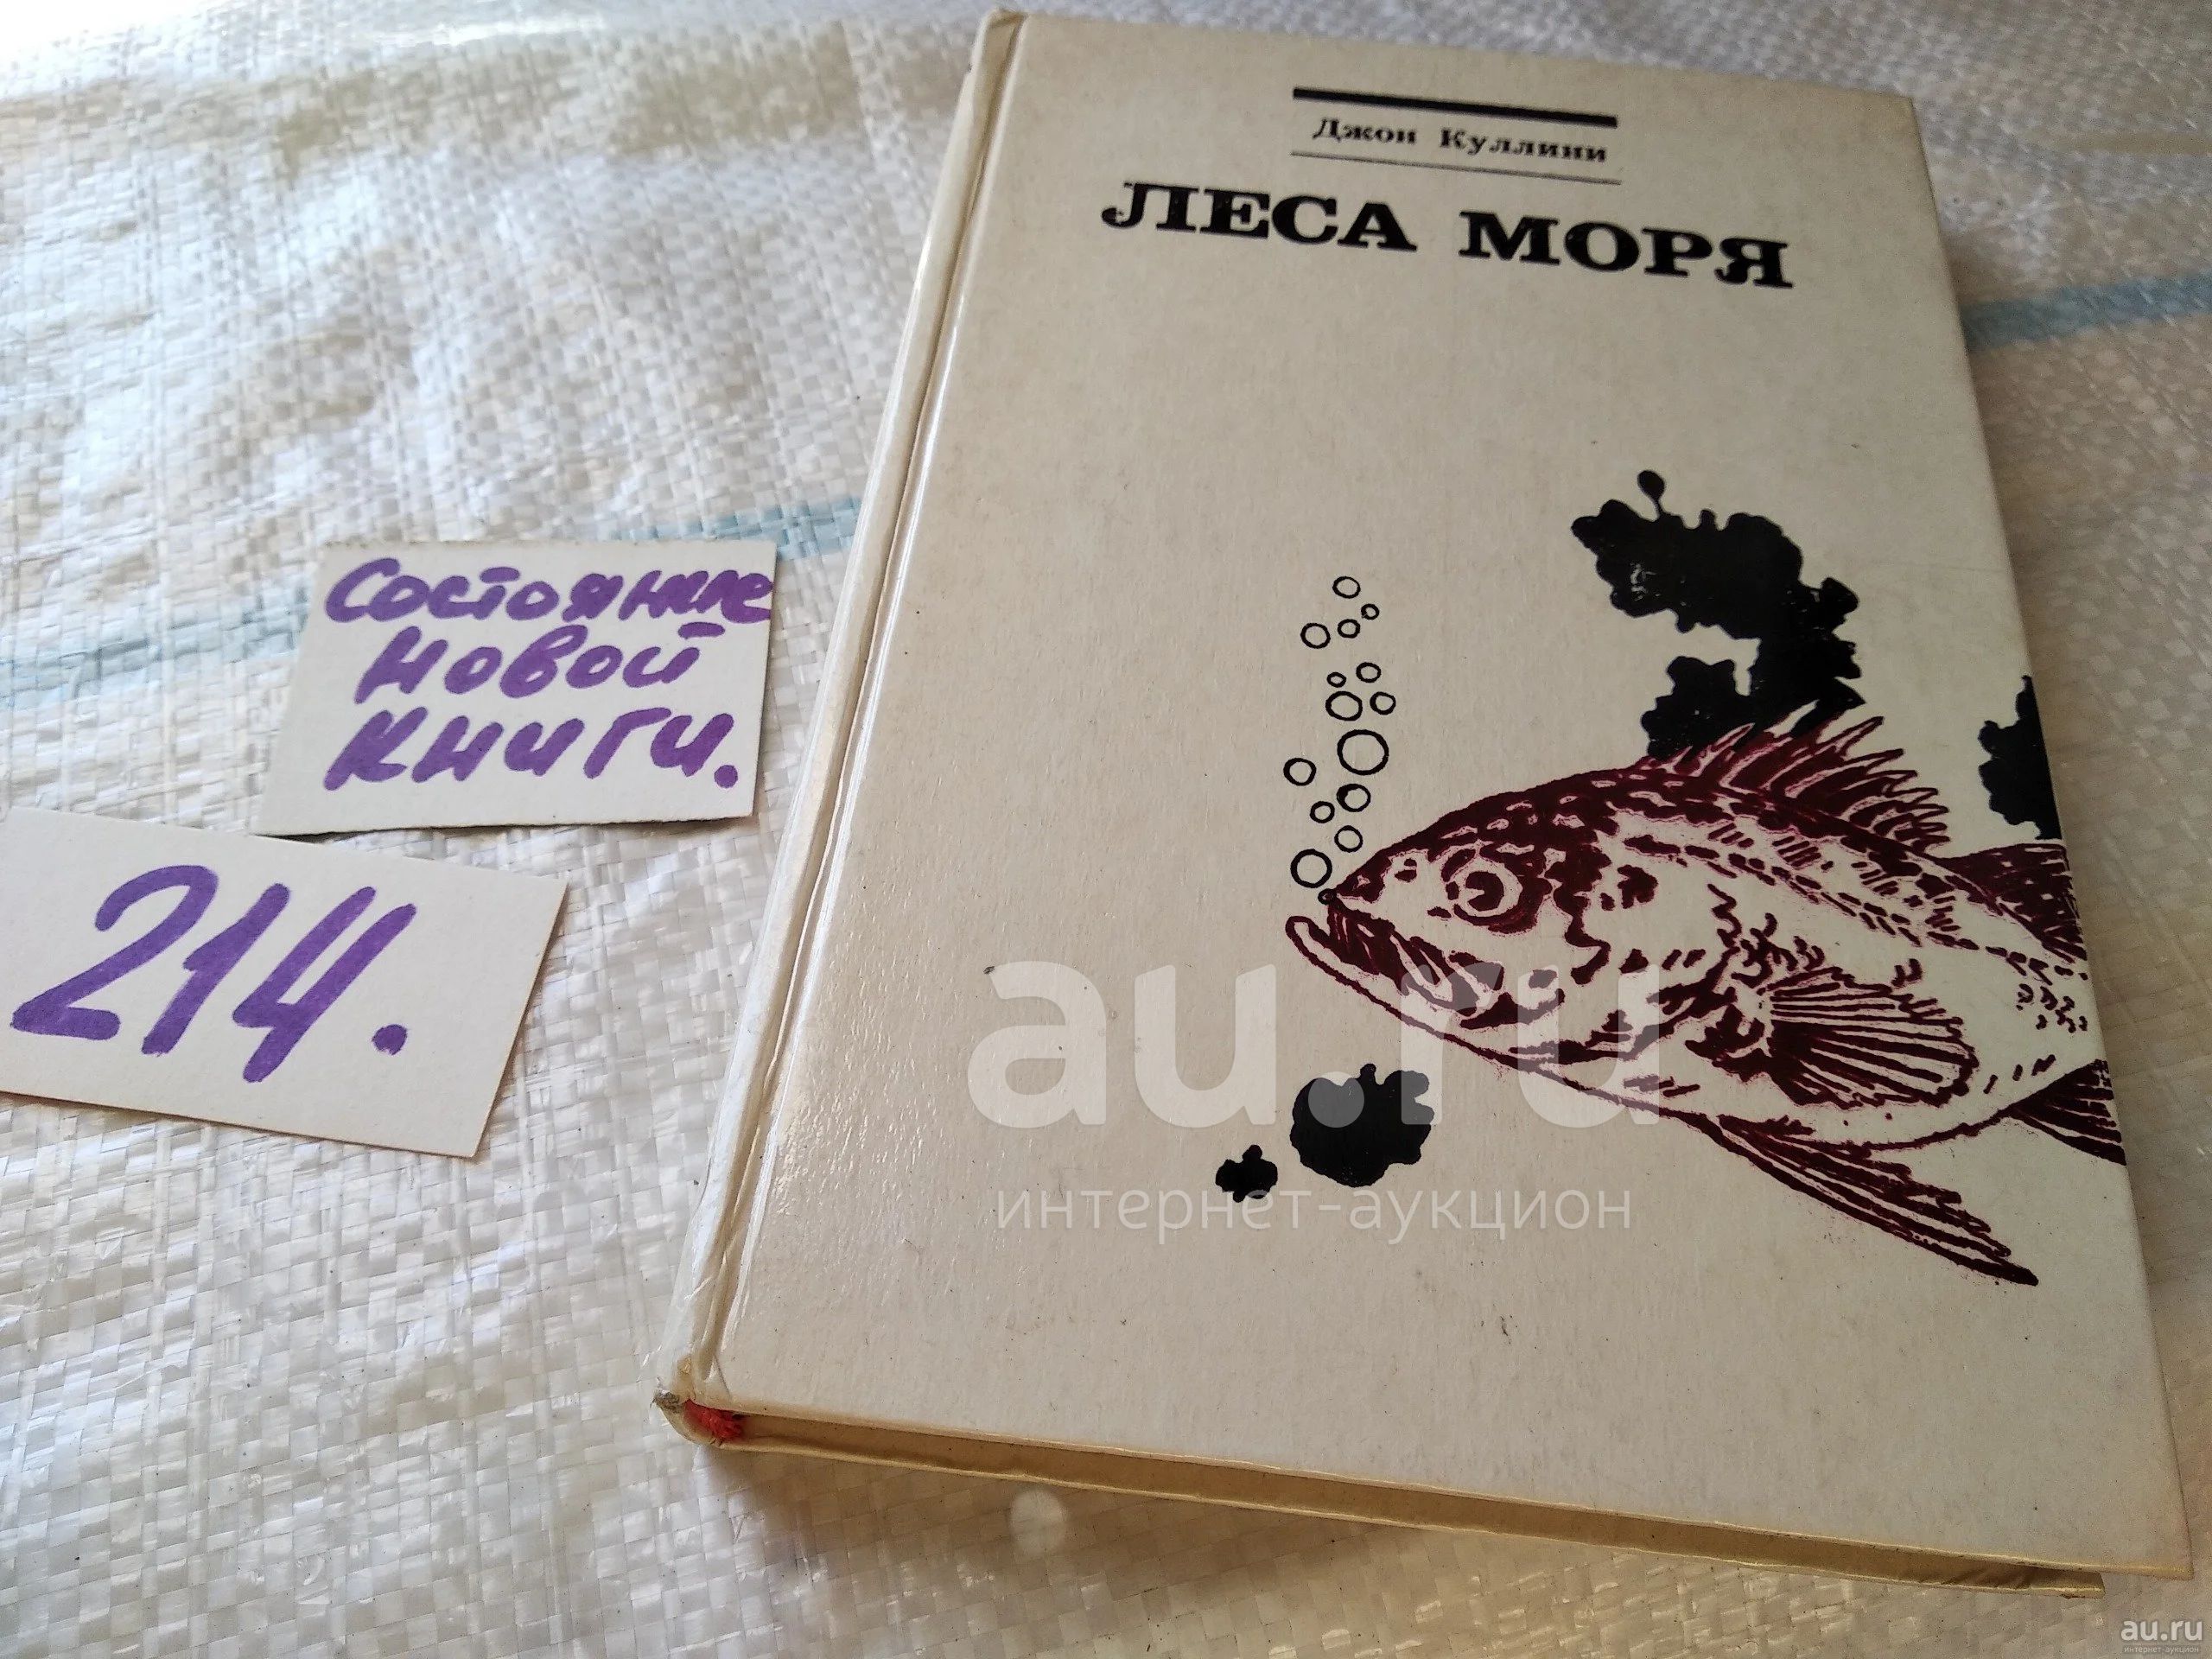 Джон Куллини
ЛЕСА МОРЯ
Состояние
новой
книги.
214.
au.ru
интернет-аукцион
au.ru
интернет-аукцион